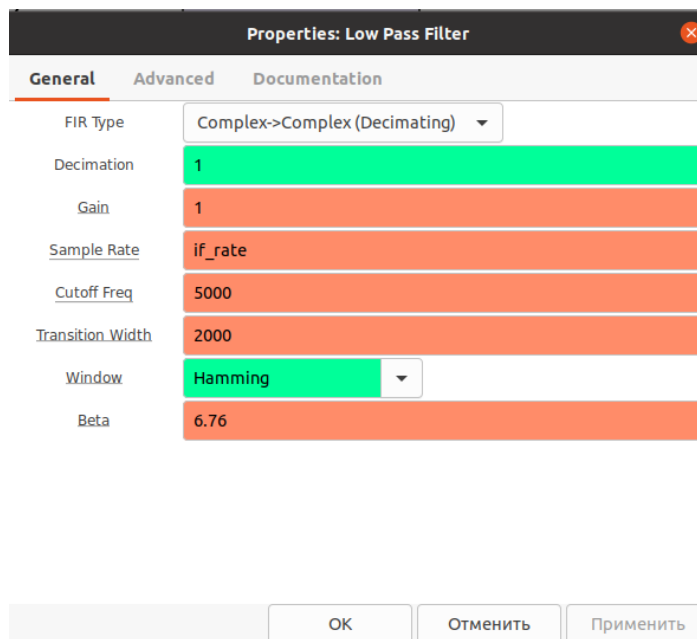 Properties: Low Pass Filter
General Advanced Documentation
FIR Type Complex->Complex (Decimating)
Decimation 1
Gain 1
Sample Rate if_rate
Cutoff Freq 5000
Transition Width 2000
Window Hamming
Beta 6.76
OK Отменить Применить